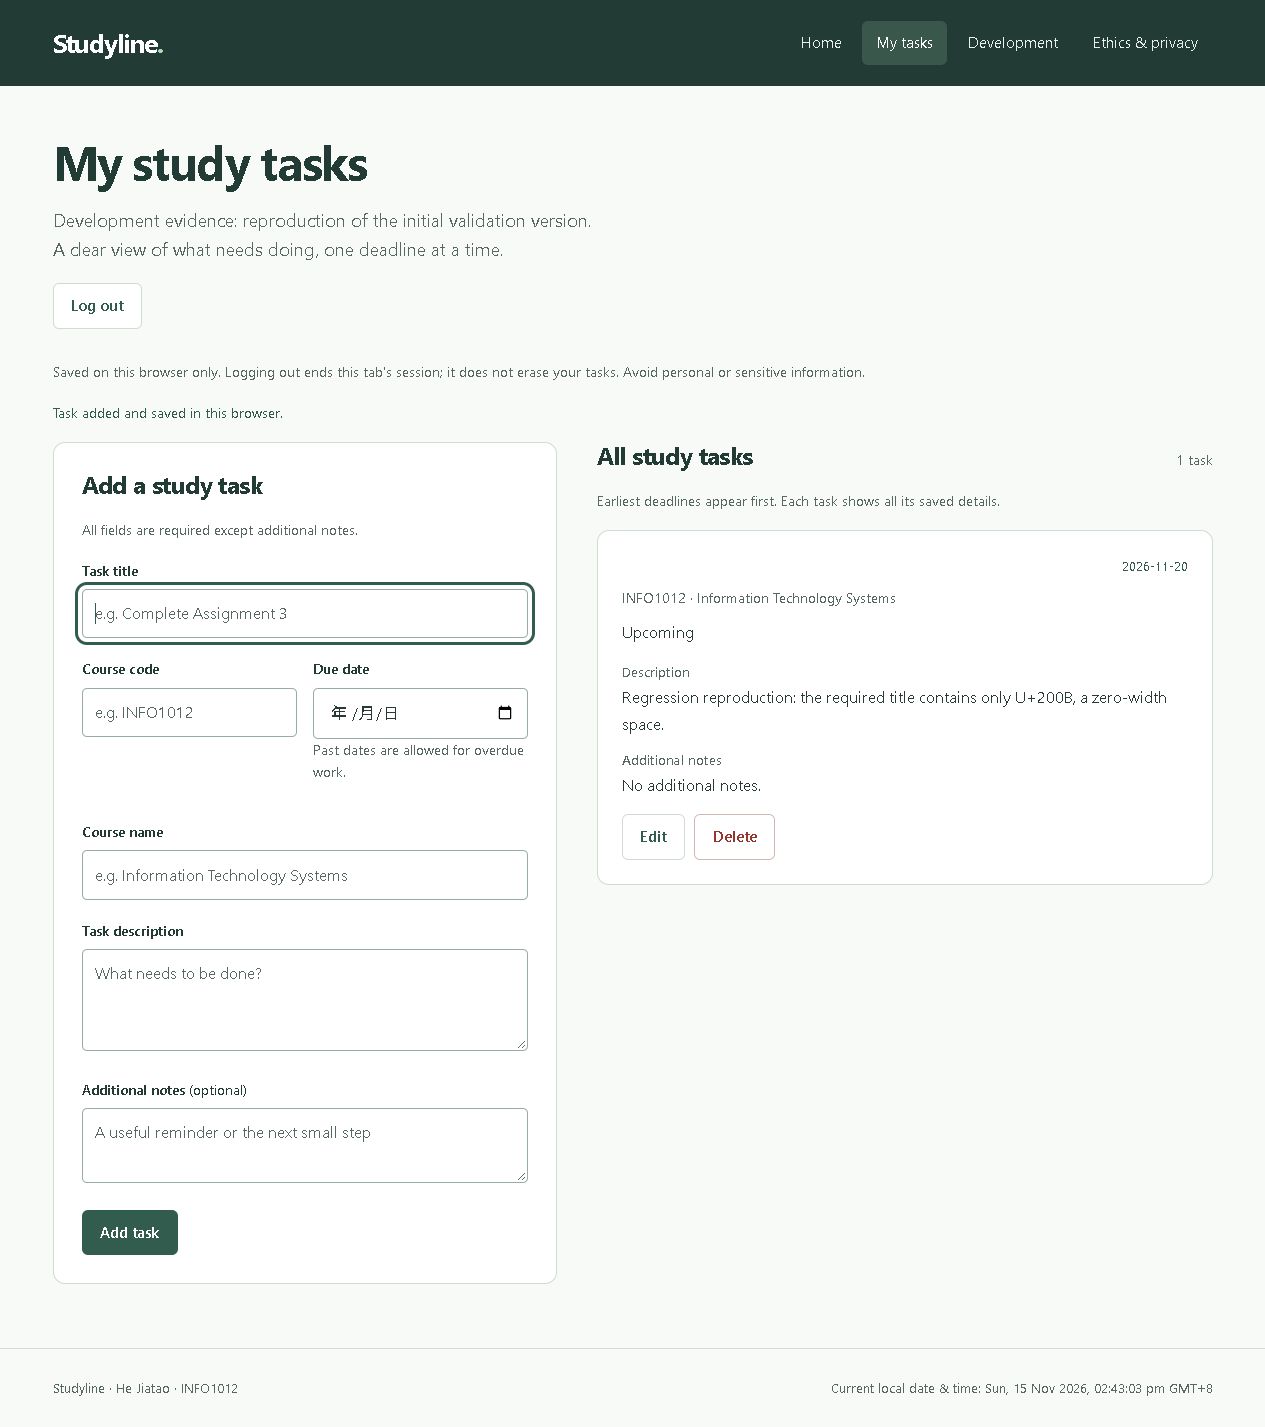 Studyline.
Home
My tasks
Development
Ethics & privacy
My study tasks
Development evidence: reproduction of the initial validation version.
A clear view of what needs doing, one deadline at a time.
Log out
Saved on this browser only. Logging out ends this tab's session; it does not erase your tasks. Avoid personal or sensitive information.
Task added and saved in this browser.
Add a study task
All fields are required except additional notes.
Task title
e.g. Complete Assignment 3
Course code
Due date
e.g. INFO1012
年 /月/日
Past dates are allowed for overdue
work.
Course name
e.g. Information Technology Systems
Task description
What needs to be done?
Additional notes (optional)
A useful reminder or the next small step
Add task
All study tasks
1 task
Earliest deadlines appear first. Each task shows all its saved details.
2026-11-20
INFO1012 · Information Technology Systems
Upcoming
Description
Regression reproduction: the required title contains only U+200B, a zero-width
space.
Additional notes
No additional notes.
Edit
Delete
Studyline · He Jiatao · INFO1012
Current local date & time: Sun, 15 Nov 2026, 02:43:03 pm GMT+8